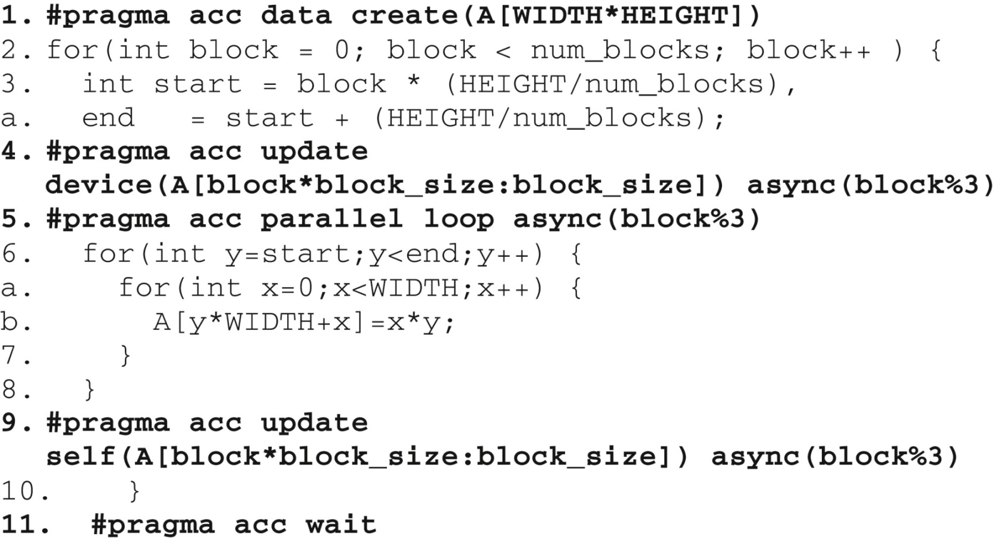 1. #pragma acc data create(A[WIDTH*HEIGHT])
2. for(int block = 0; block < num_blocks; block++ ) {
3.   int start = block * (HEIGHT/num_blocks),
a.   end   = start + (HEIGHT/num_blocks);
4. #pragma acc update
   device(A[block*block_size:block_size]) async(block%3)
5. #pragma acc parallel loop async(block%3)
6.   for(int y=start;y<end;y++) {
a.     for(int x=0;x<WIDTH;x++) {
b.       A[y*WIDTH+x]=x*y;
7.     }
8.   }
9. #pragma acc update
   self(A[block*block_size:block_size]) async(block%3)
10.    }
11.  #pragma acc wait